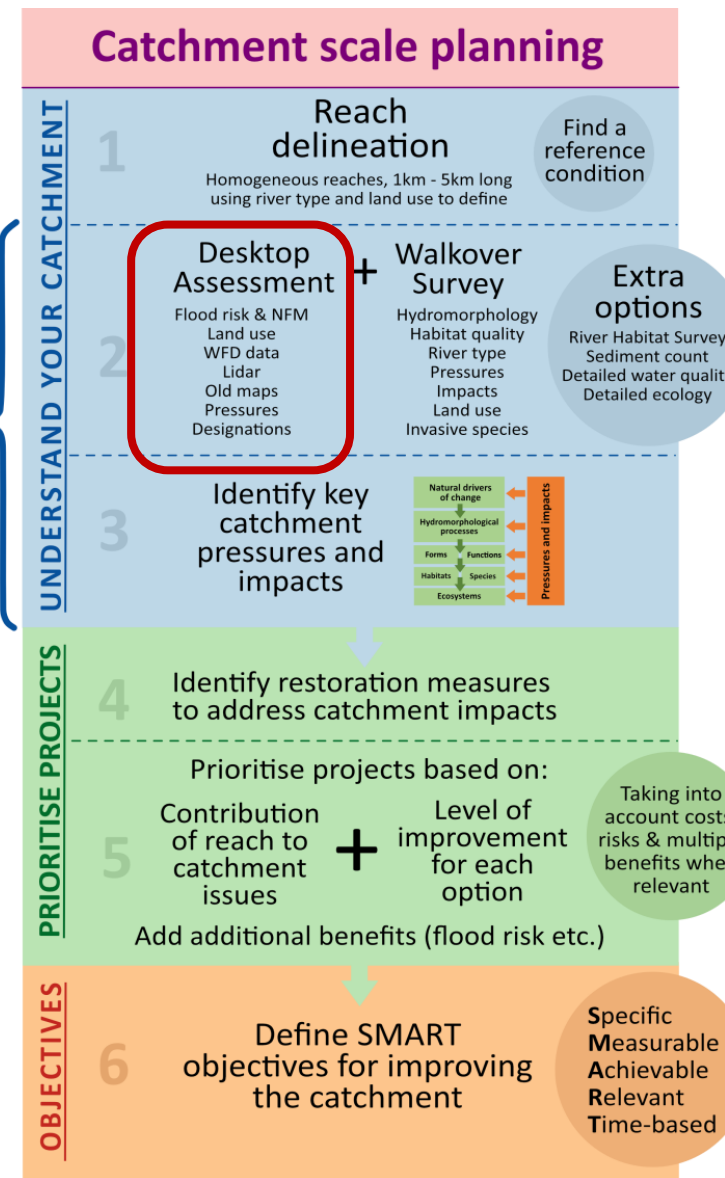 Catchment scale planning
UNDERSTAND YOUR CATCHMENT
1
Reach
delineation
Homogeneous reaches, 1km - 5km long
using river type and land use to define
Find a
reference
condition
2
Desktop
Assessment
Flood risk & NFM
Land use
WFD data
Lidar
Old maps
Pressures
Designations
+
Walkover
Survey
Hydromorphology
Habitat quality
River type
Pressures
Impacts
Land use
Invasive species
Extra
options
River Habitat Survey
Sediment count
Detailed water qualit
Detailed ecology
3
Identify key
catchment
pressures and
impacts
Natural drivers
of change
Hydromorphological
processes
Forms Functions
Habitats Species
Ecosystems
Pressures and impacts
PRIORITISE PROJECTS
4
Identify restoration measures
to address catchment impacts
5
Prioritise projects based on:
Contribution
of reach to
catchment
issues
+
Level of
improvement
for each
option
Add additional benefits (flood risk etc.)
Taking into
account costs
risks & multip
benefits whe
relevant
OBJECTIVES
6
Define SMART
objectives for improving
the catchment
Specific
Measurable
Achievable
Relevant
Time-based